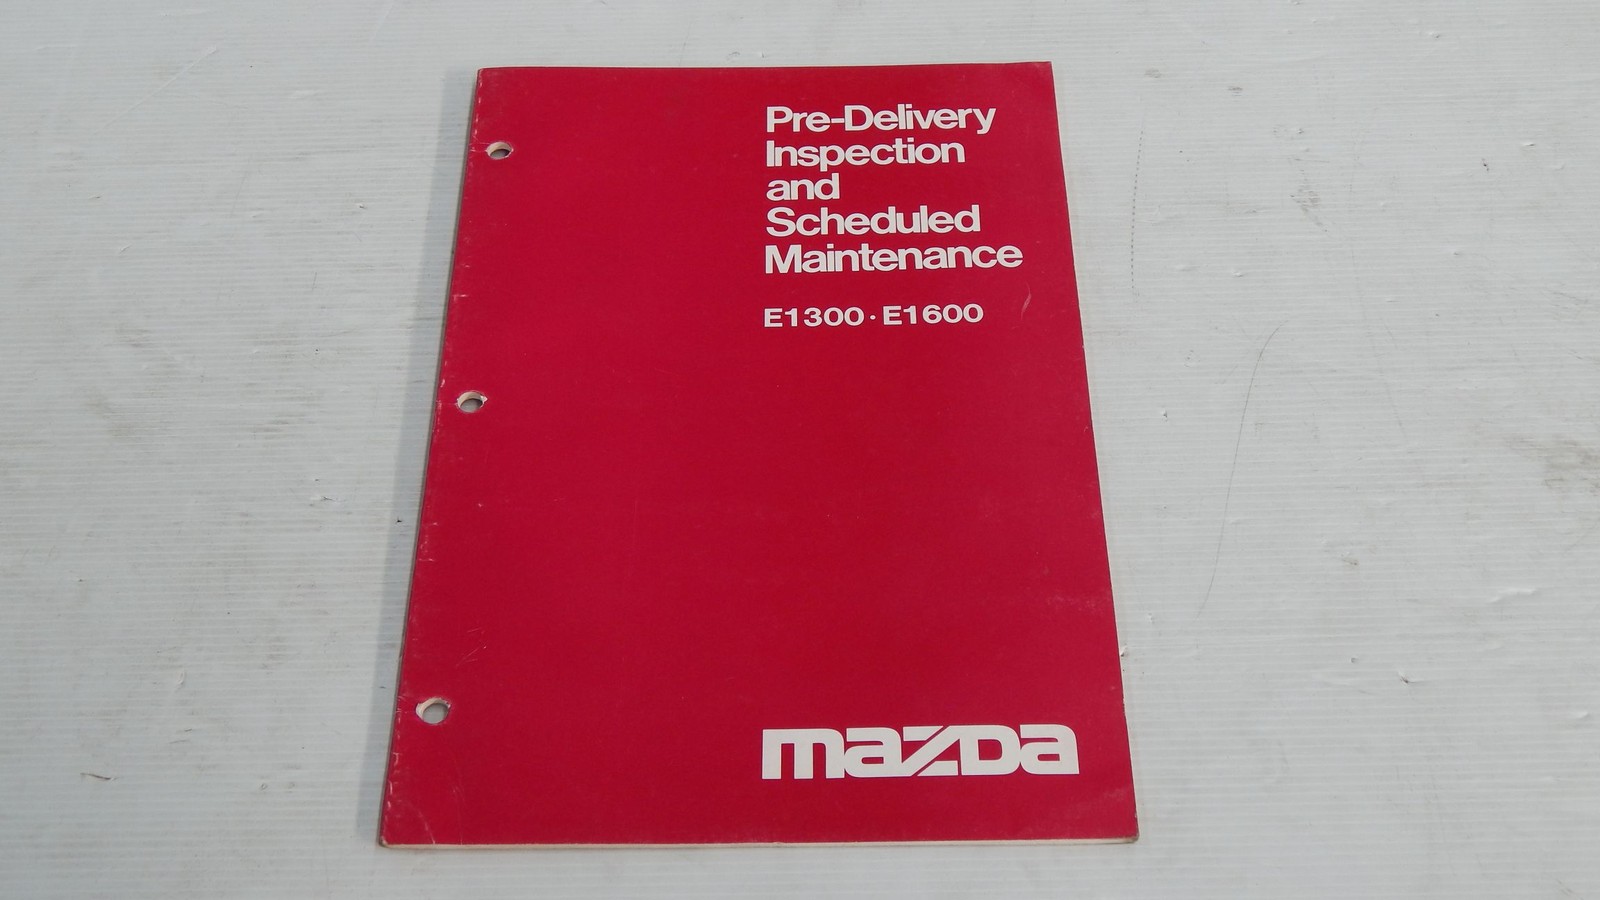 Pre-Delivery
Inspection
and
Scheduled
Maintenance
E1300·E1600
mazda